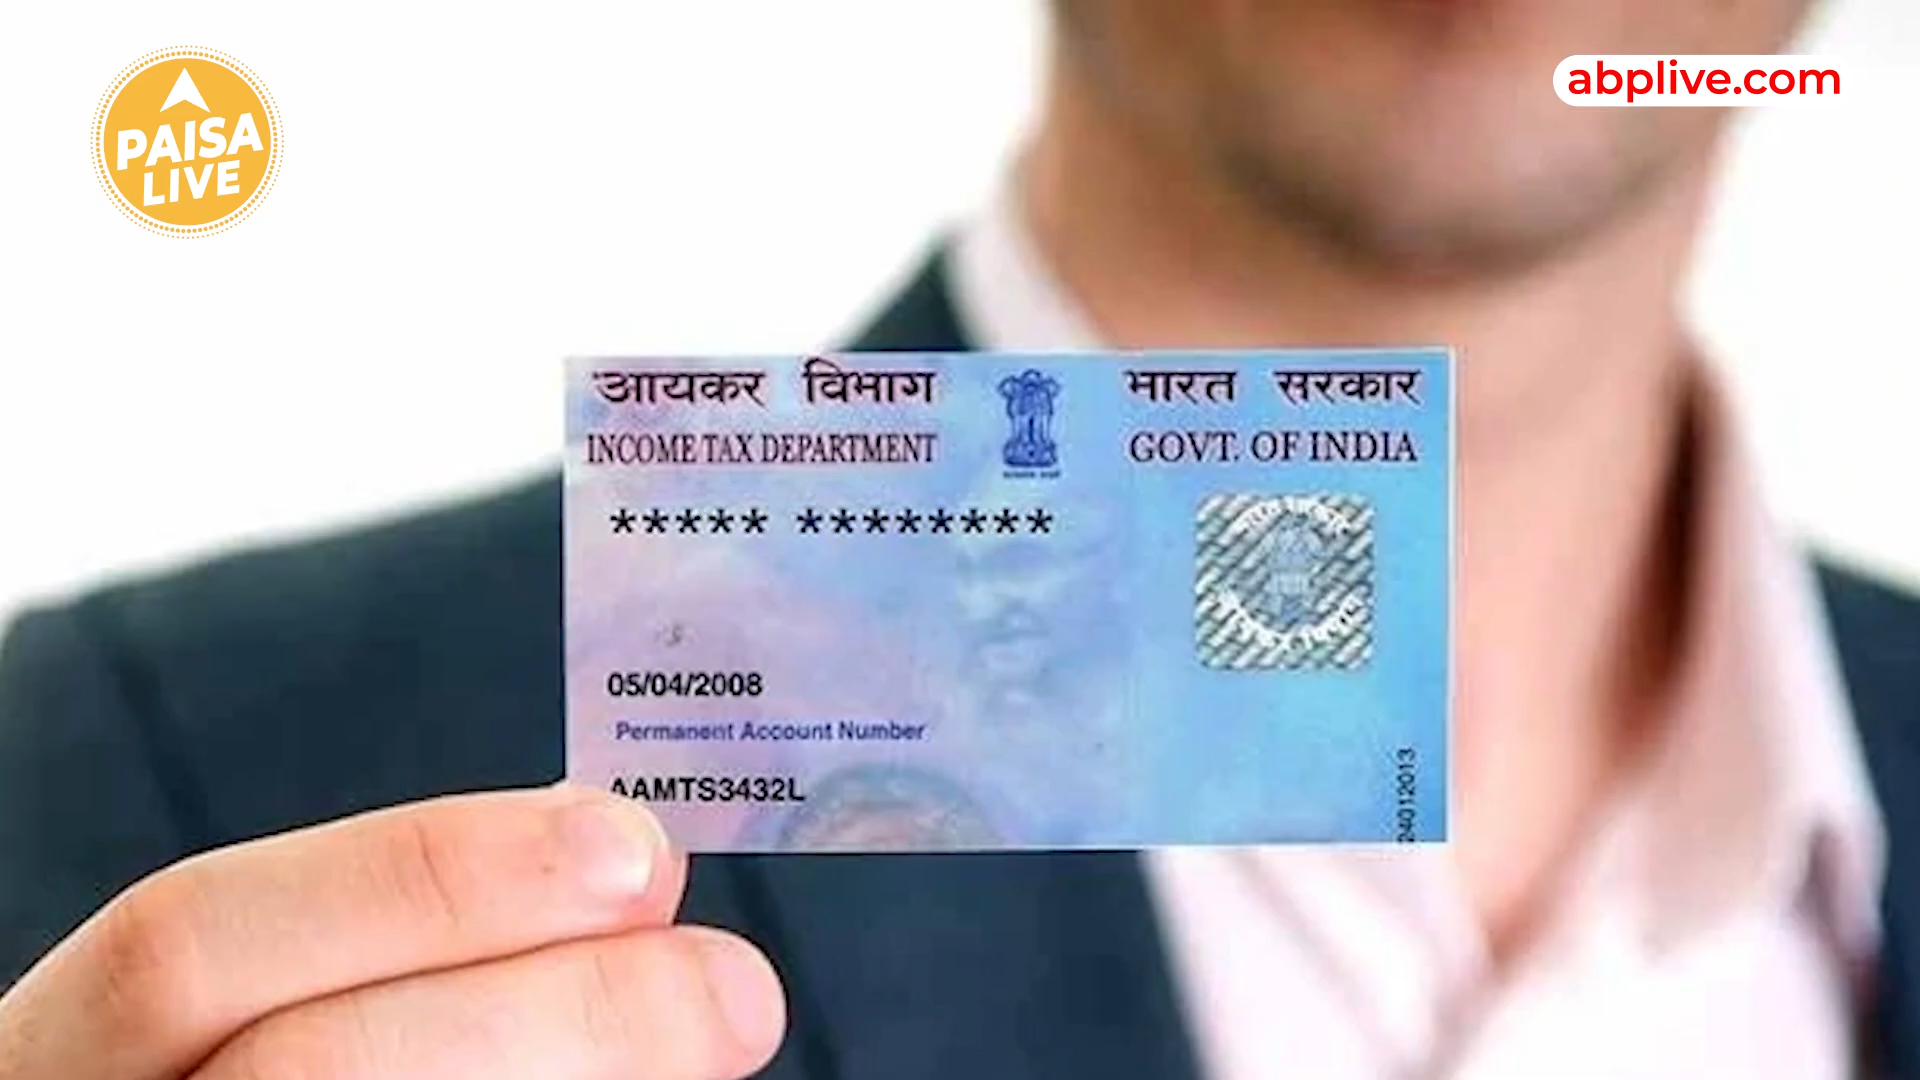 PAISA
LIVE
abplive.com
आयकर विभाग
INCOME TAX DEPARTMENT
भारत सरकार
GOVT. OF INDIA
***** ********
05/04/2008
Permanent Account Number
AAMTS3432L
24012013